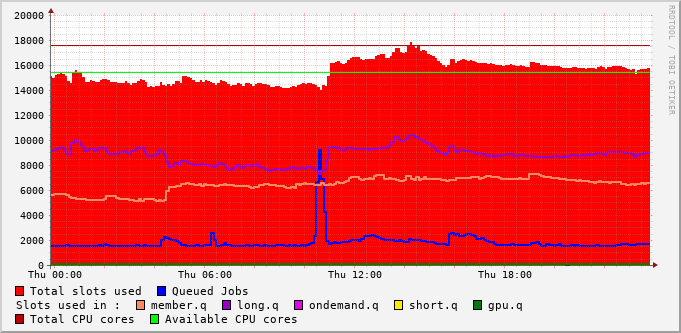 20000
18000
16000
14000
12000
10000
8000
6000
4000
2000
0
Thu 00:00 Thu 06:00 Thu 12:00 Thu 18:00
Total slots used Queued Jobs
Slots used in : member.q long.q ondemand.q short.q gpu.q
Total CPU cores Available CPU cores
RRDTOOL / TOBI OETIKER